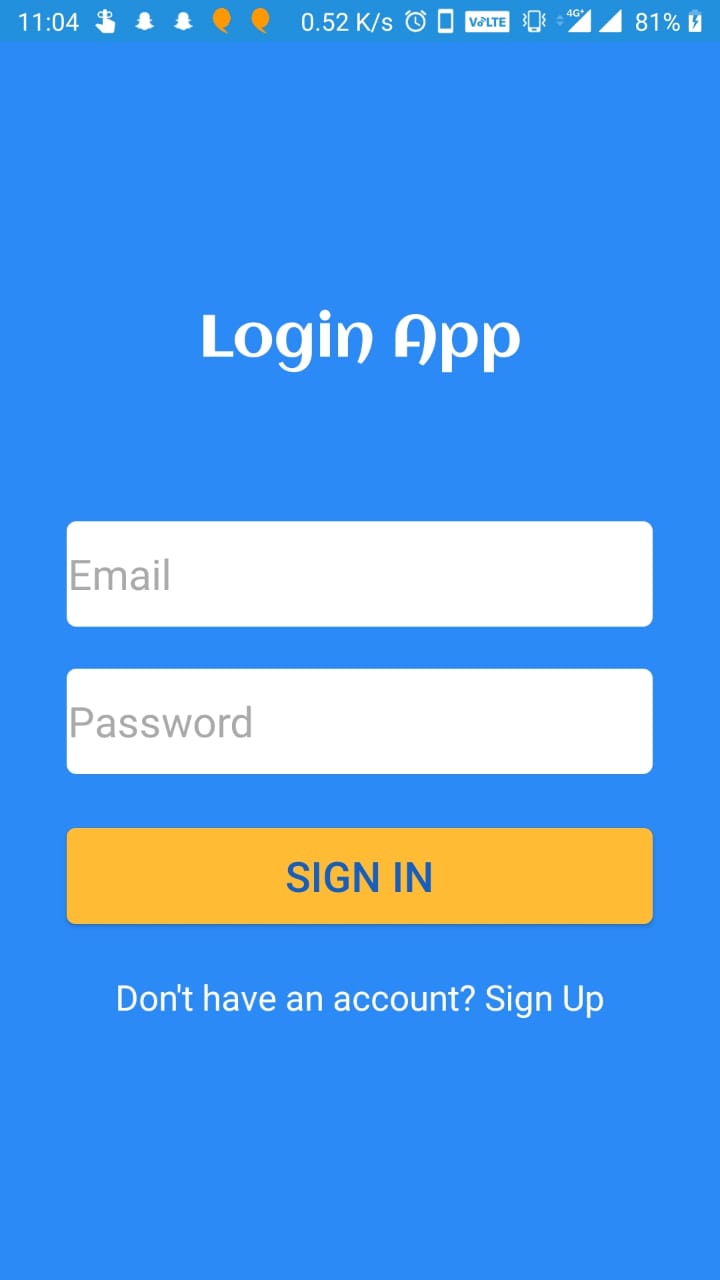 11:04 0.52 K/s VoLTE 4G+ 81%
Login App
Email
Password
SIGN IN
Don't have an account? Sign Up